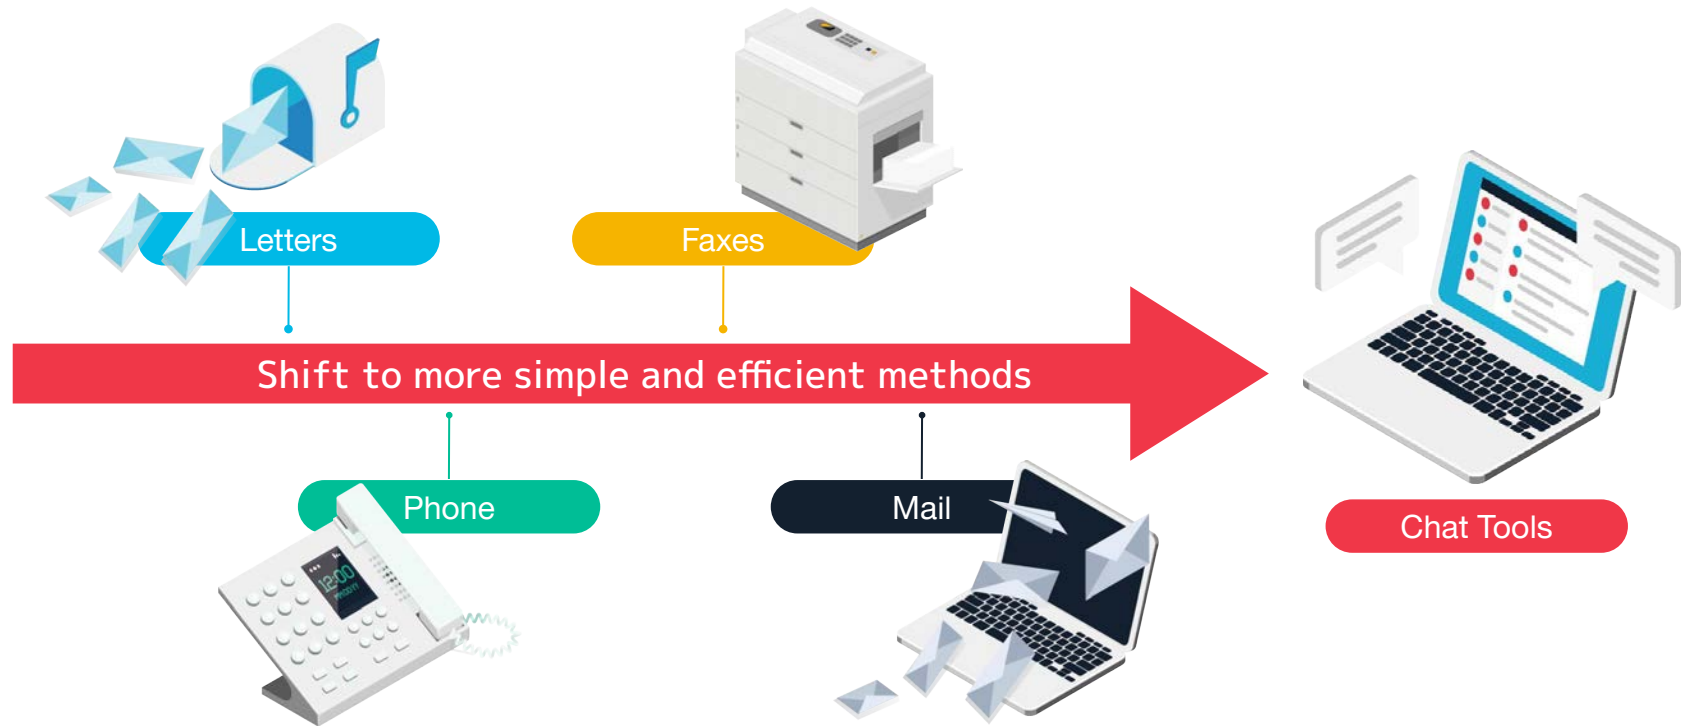 Letters
Faxes
Shift to more simple and efficient methods
Phone
Mail
Chat Tools
12:00